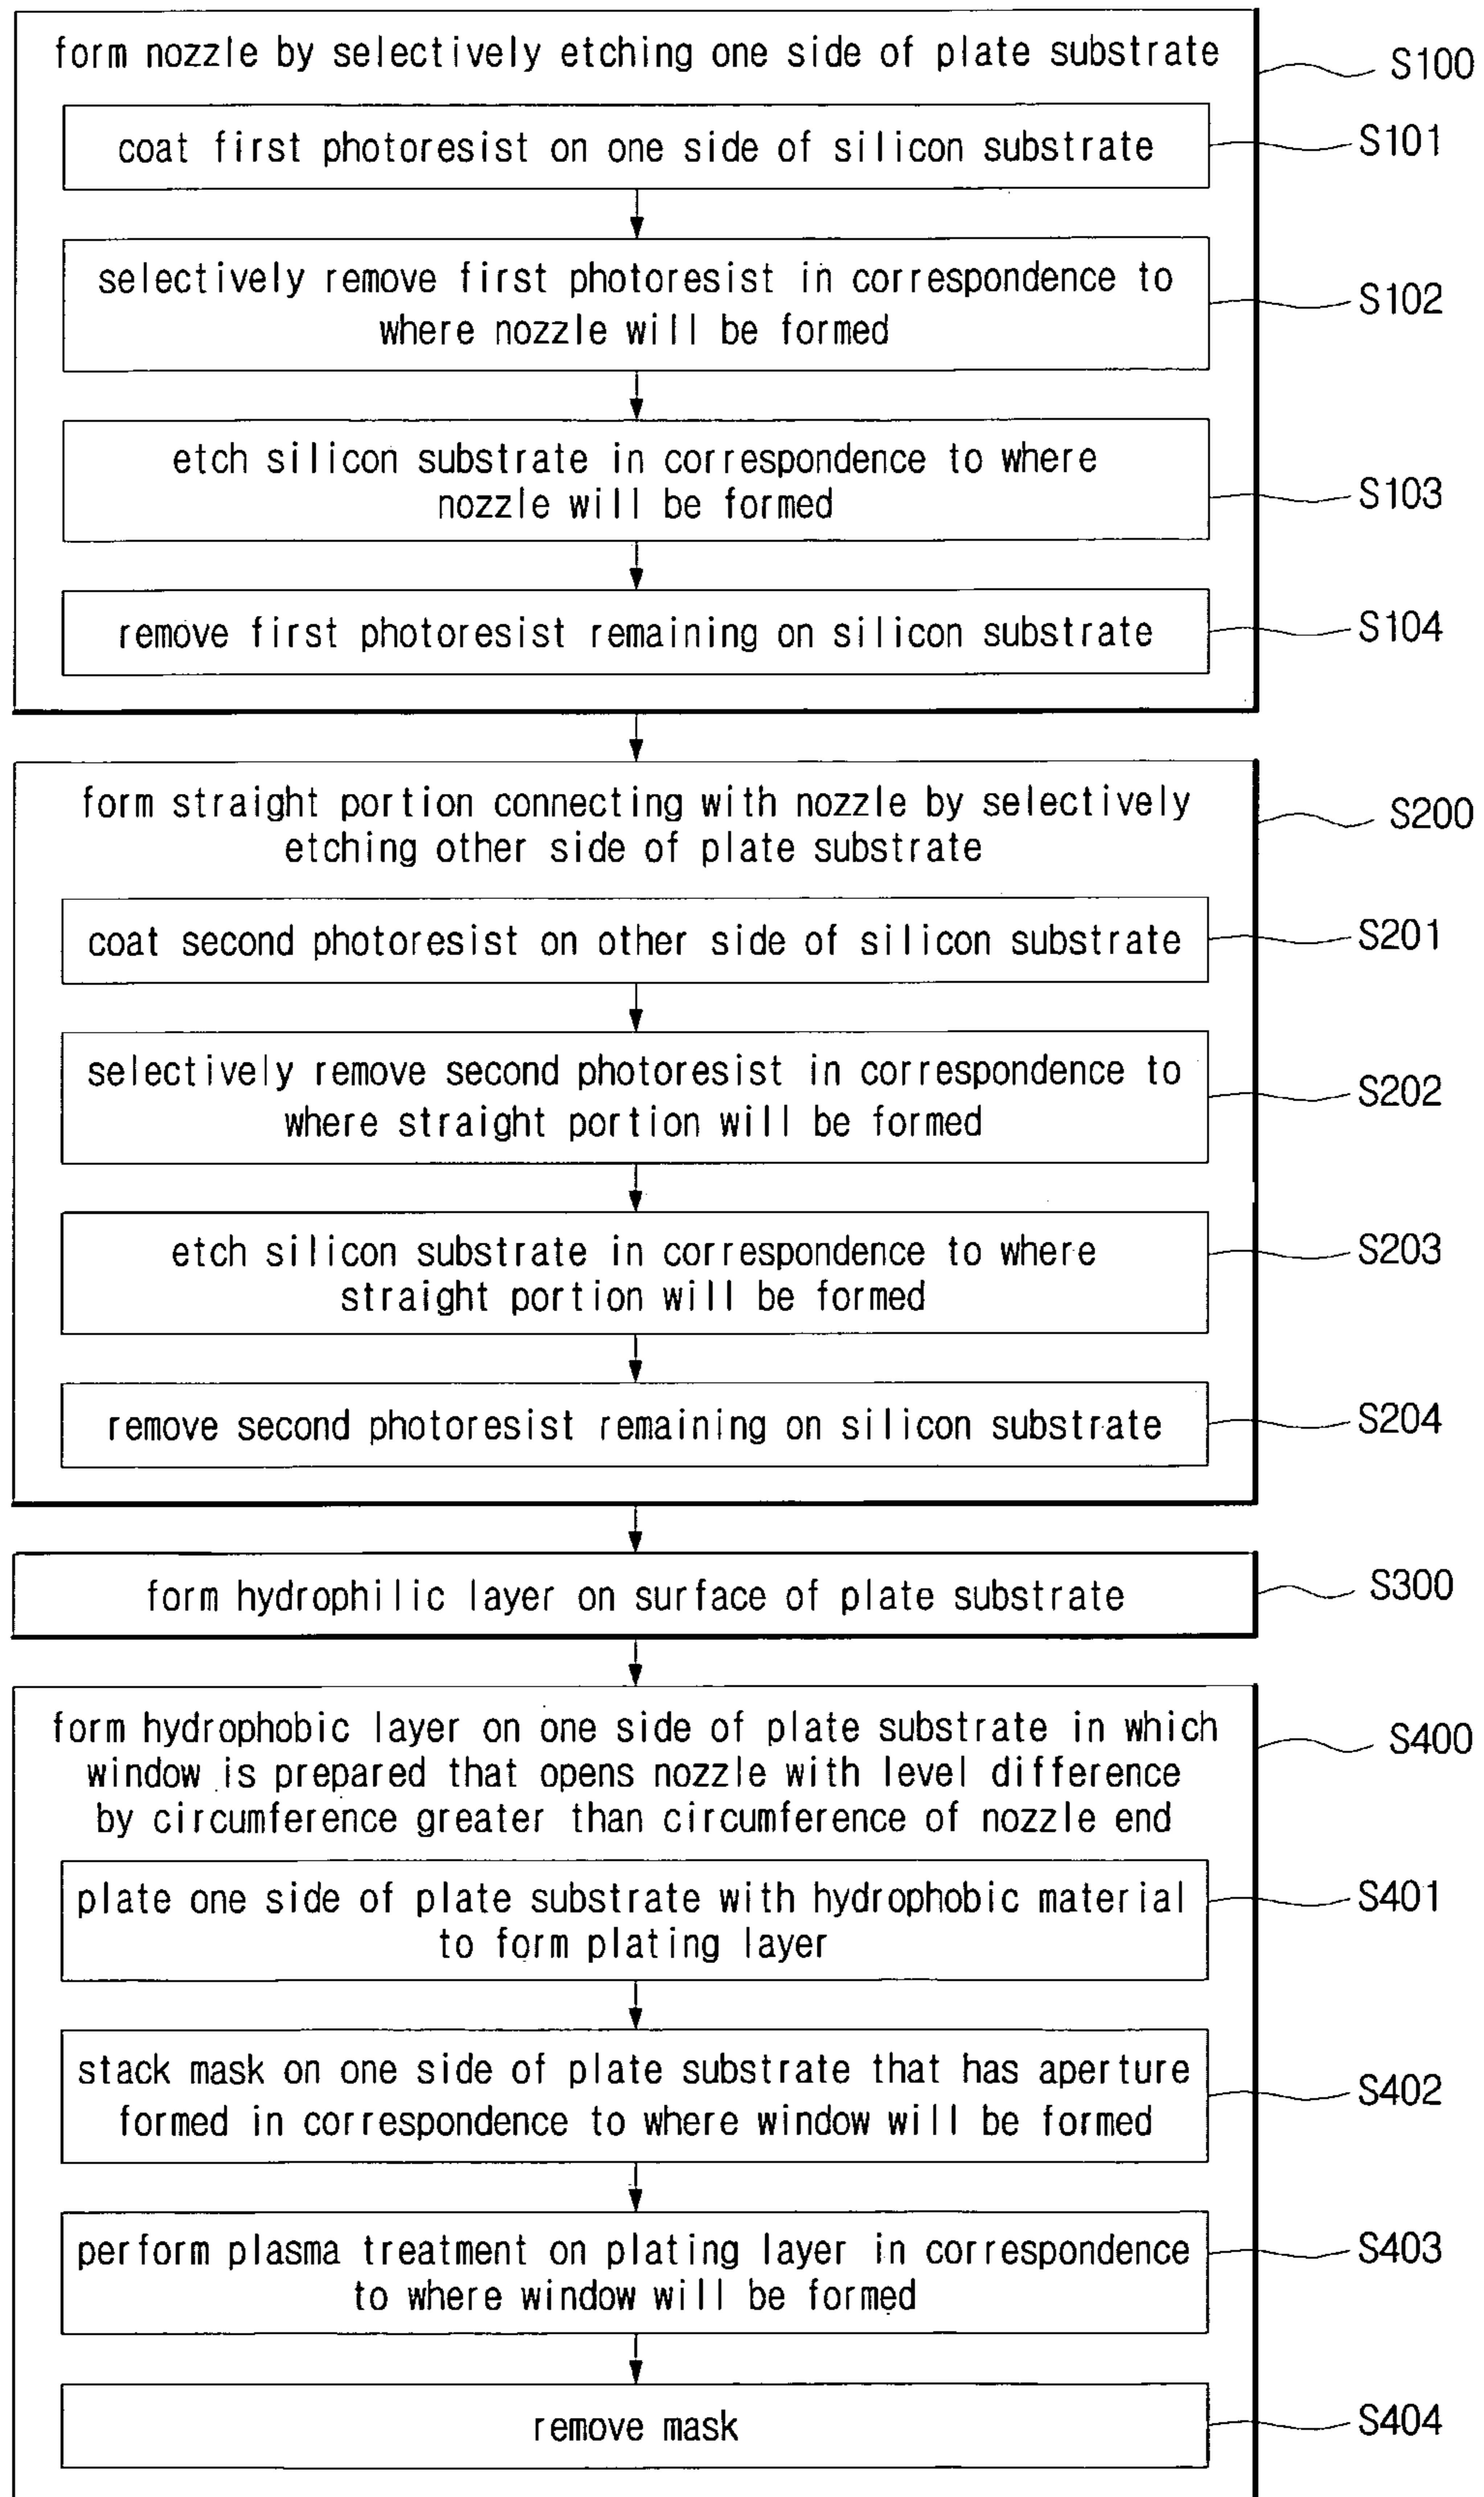 form nozzle by selectively etching one side of plate substrate
S100
coat first photoresist on one side of silicon substrate
S101
selectively remove first photoresist in correspondence to
where nozzle will be formed
S102
etch silicon substrate in correspondence to where
nozzle will be formed
S103
remove first photoresist remaining on silicon substrate
S104
form straight portion connecting with nozzle by selectively
etching other side of plate substrate
S200
coat second photoresist on other side of silicon substrate
S201
selectively remove second photoresist in correspondence to
where straight portion will be formed
S202
etch silicon substrate in correspondence to where
straight portion will be formed
S203
remove second photoresist remaining on silicon substrate
S204
form hydrophilic layer on surface of plate substrate
S300
form hydrophobic layer on one side of plate substrate in which
window is prepared that opens nozzle with level difference
by circumference greater than circumference of nozzle end
S400
plate one side of plate substrate with hydrophobic material
to form plating layer
S401
stack mask on one side of plate substrate that has aperture
formed in correspondence to where window will be formed
S402
perform plasma treatment on plating layer in correspondence
to where window will be formed
S403
remove mask
S404